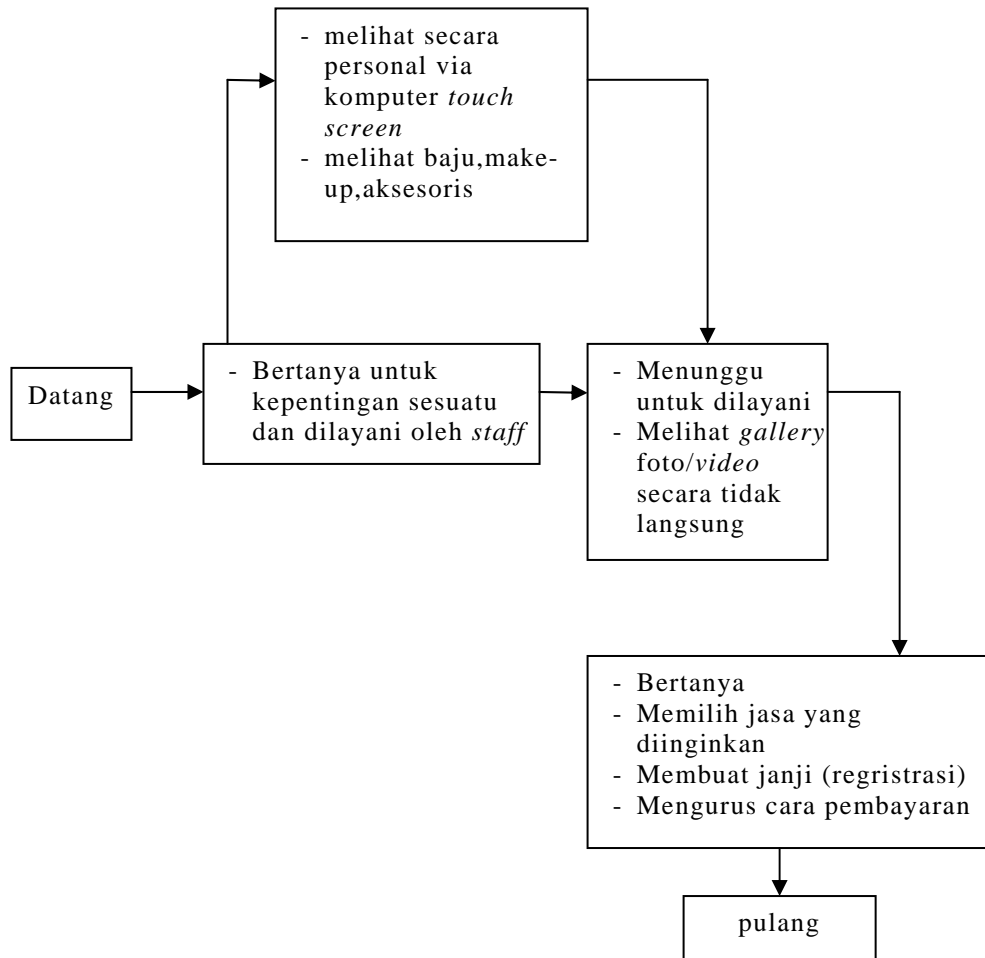 - melihat secara
personal via
komputer touch
screen
- melihat baju,make-
up,aksesoris
Datang
- Bertanya untuk
kepentingan sesuatu
dan dilayani oleh staff
- Menunggu
untuk dilayani
- Melihat gallery
foto/video
secara tidak
langsung
- Bertanya
- Memilih jasa yang
diinginkan
- Membuat janji (regristrasi)
- Mengurus cara pembayaran
pulang